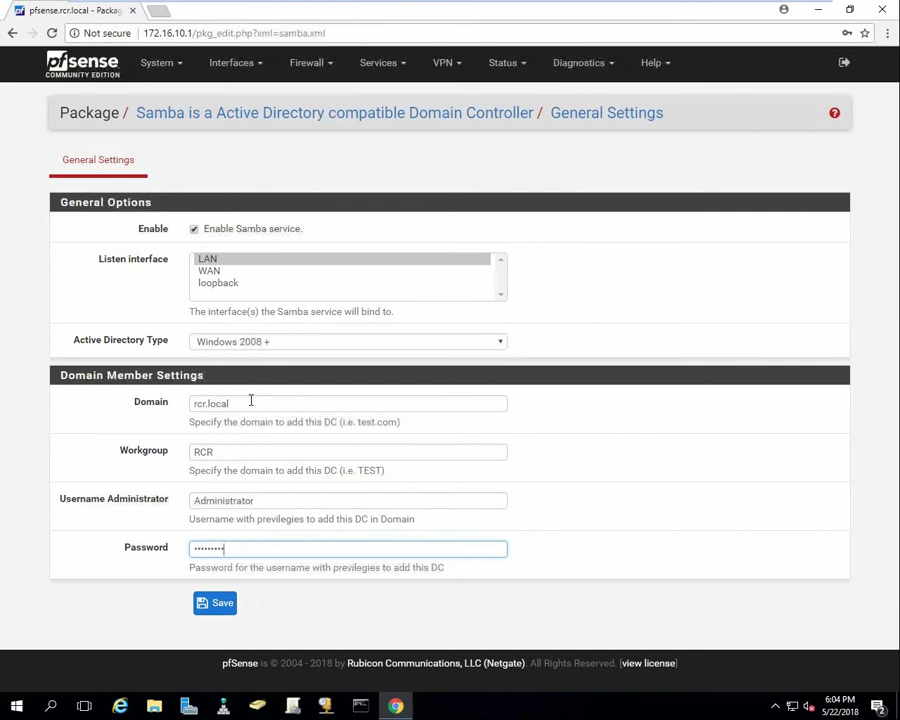 pfsense.rcr.local - Packag
Not secure 172.16.10.1/pkg_edit.php?xml=samba.xml
pfsense
COMMUNITY EDITION
System Interfaces Firewall Services VPN Status Diagnostics Help
Package / Samba is a Active Directory compatible Domain Controller / General Settings
General Settings
General Options
Enable Enable Samba service.
Listen interface LAN
WAN
loopback
The interface(s) the Samba service will bind to.
Active Directory Type Windows 2008 +
Domain Member Settings
Domain rcr.local
Specify the domain to add this DC (i.e. test.com)
Workgroup RCR
Specify the domain to add this DC (i.e. TEST)
Username Administrator Administrator
Username with previlegies to add this DC in Domain
Password •••••••••
Password for the username with previlegies to add this DC
Save
pfSense is © 2004 - 2018 by Rubicon Communications, LLC (Netgate). All Rights Reserved. [view license]
6:04 PM
5/22/2018
2